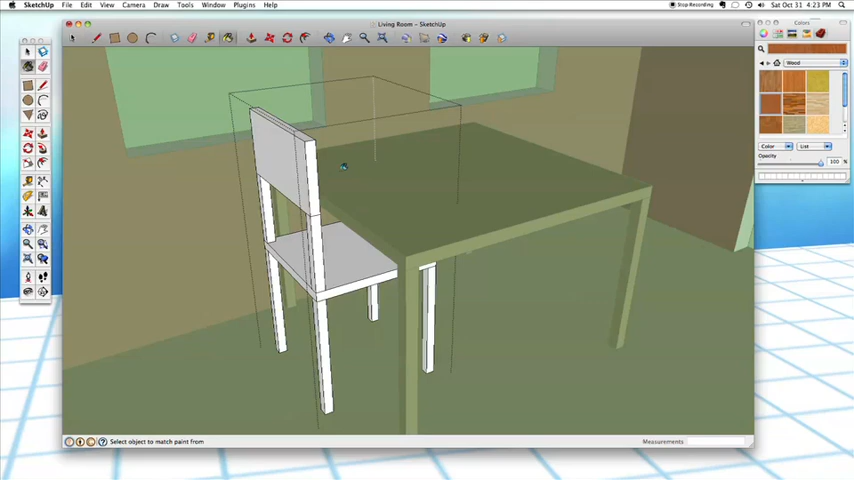 SketchUp File Edit View Camera Draw Tools Window Plugins Help
Stop Recording Sat Oct 31 4:23 PM
Living Room – SketchUp
Colors
Wood
Color List
Opacity
100 %
Select object to match paint from
Measurements